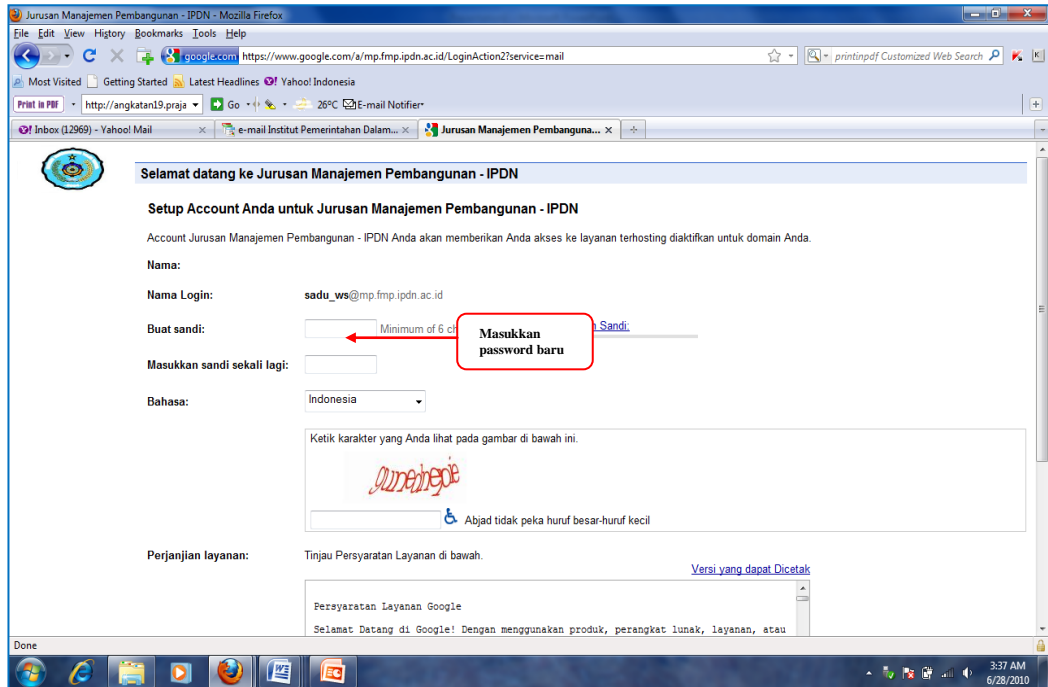 Jurusan Manajemen Pembangunan - IPDN - Mozilla Firefox
File Edit View History Bookmarks Tools Help
google.com https://www.google.com/a/mp.fmp.ipdn.ac.id/LoginAction2?service=mail
printinpdf Customized Web Search
Most Visited Getting Started Latest Headlines Yahoo! Indonesia
Print in PDF http://angkatan19.praja Go 26°C E-mail Notifier
Inbox (12969) - Yahoo! Mail
e-mail Institut Pemerintahan Dalam...
Jurusan Manajemen Pembanguna...
Selamat datang ke Jurusan Manajemen Pembangunan - IPDN
Setup Account Anda untuk Jurusan Manajemen Pembangunan - IPDN
Account Jurusan Manajemen Pembangunan - IPDN Anda akan memberikan Anda akses ke layanan terhosting diaktifkan untuk domain Anda.
Nama:
Nama Login: sadu_ws@mp.fmp.ipdn.ac.id
Buat sandi: Minimum of 6 ch Sandi:
Masukkan
password baru
Masukkan sandi sekali lagi:
Bahasa: Indonesia
Ketik karakter yang Anda lihat pada gambar di bawah ini.
Abjad tidak peka huruf besar-huruf kecil
Perjanjian layanan: Tinjau Persyaratan Layanan di bawah.
Versi yang dapat Dicetak
Persyaratan Layanan Google
Selamat Datang di Google! Dengan menggunakan produk, perangkat lunak, layanan, atau
Done
3:37 AM
6/28/2010